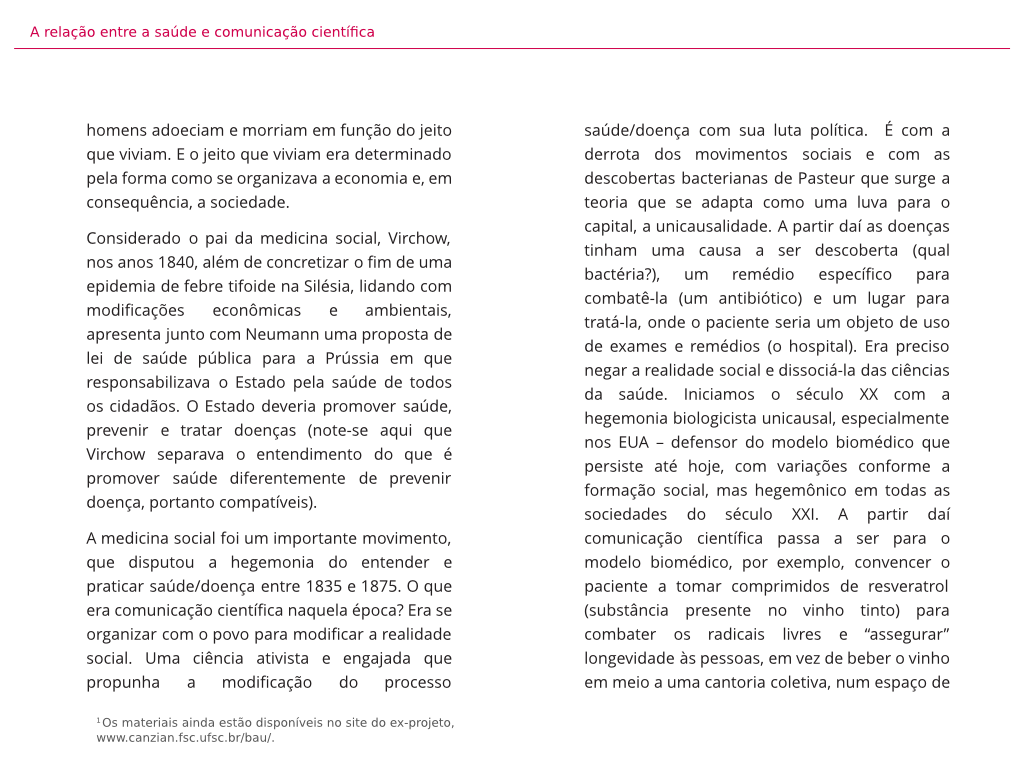 A relação entre a saúde e comunicação científica
homens adoeciam e morriam em função do jeito
que viviam. E o jeito que viviam era determinado
pela forma como se organizava a economia e, em
consequência, a sociedade.
Considerado o pai da medicina social, Virchow,
nos anos 1840, além de concretizar o fim de uma
epidemia de febre tifoide na Silésia, lidando com
modificações econômicas e ambientais,
apresenta junto com Neumann uma proposta de
lei de saúde pública para a Prússia em que
responsabilizava o Estado pela saúde de todos
os cidadãos. O Estado deveria promover saúde,
prevenir e tratar doenças (note-se aqui que
Virchow separava o entendimento do que é
promover saúde diferentemente de prevenir
doença, portanto compatíveis).
A medicina social foi um importante movimento,
que disputou a hegemonia do entender e
praticar saúde/doença entre 1835 e 1875. O que
era comunicação científica naquela época? Era se
organizar com o povo para modificar a realidade
social. Uma ciência ativista e engajada que
propunha a modificação do processo
¹Os materiais ainda estão disponíveis no site do ex-projeto,
www.canzian.fsc.ufsc.br/bau/.
saúde/doença com sua luta política. É com a
derrota dos movimentos sociais e com as
descobertas bacterianas de Pasteur que surge a
teoria que se adapta como uma luva para o
capital, a unicausalidade. A partir daí as doenças
tinham uma causa a ser descoberta (qual
bactéria?), um remédio específico para
combatê-la (um antibiótico) e um lugar para
tratá-la, onde o paciente seria um objeto de uso
de exames e remédios (o hospital). Era preciso
negar a realidade social e dissociá-la das ciências
da saúde. Iniciamos o século XX com a
hegemonia biologicista unicausal, especialmente
nos EUA – defensor do modelo biomédico que
persiste até hoje, com variações conforme a
formação social, mas hegemônico em todas as
sociedades do século XXI. A partir daí
comunicação científica passa a ser para o
modelo biomédico, por exemplo, convencer o
paciente a tomar comprimidos de resveratrol
(substância presente no vinho tinto) para
combater os radicais livres e “assegurar”
longevidade às pessoas, em vez de beber o vinho
em meio a uma cantoria coletiva, num espaço de